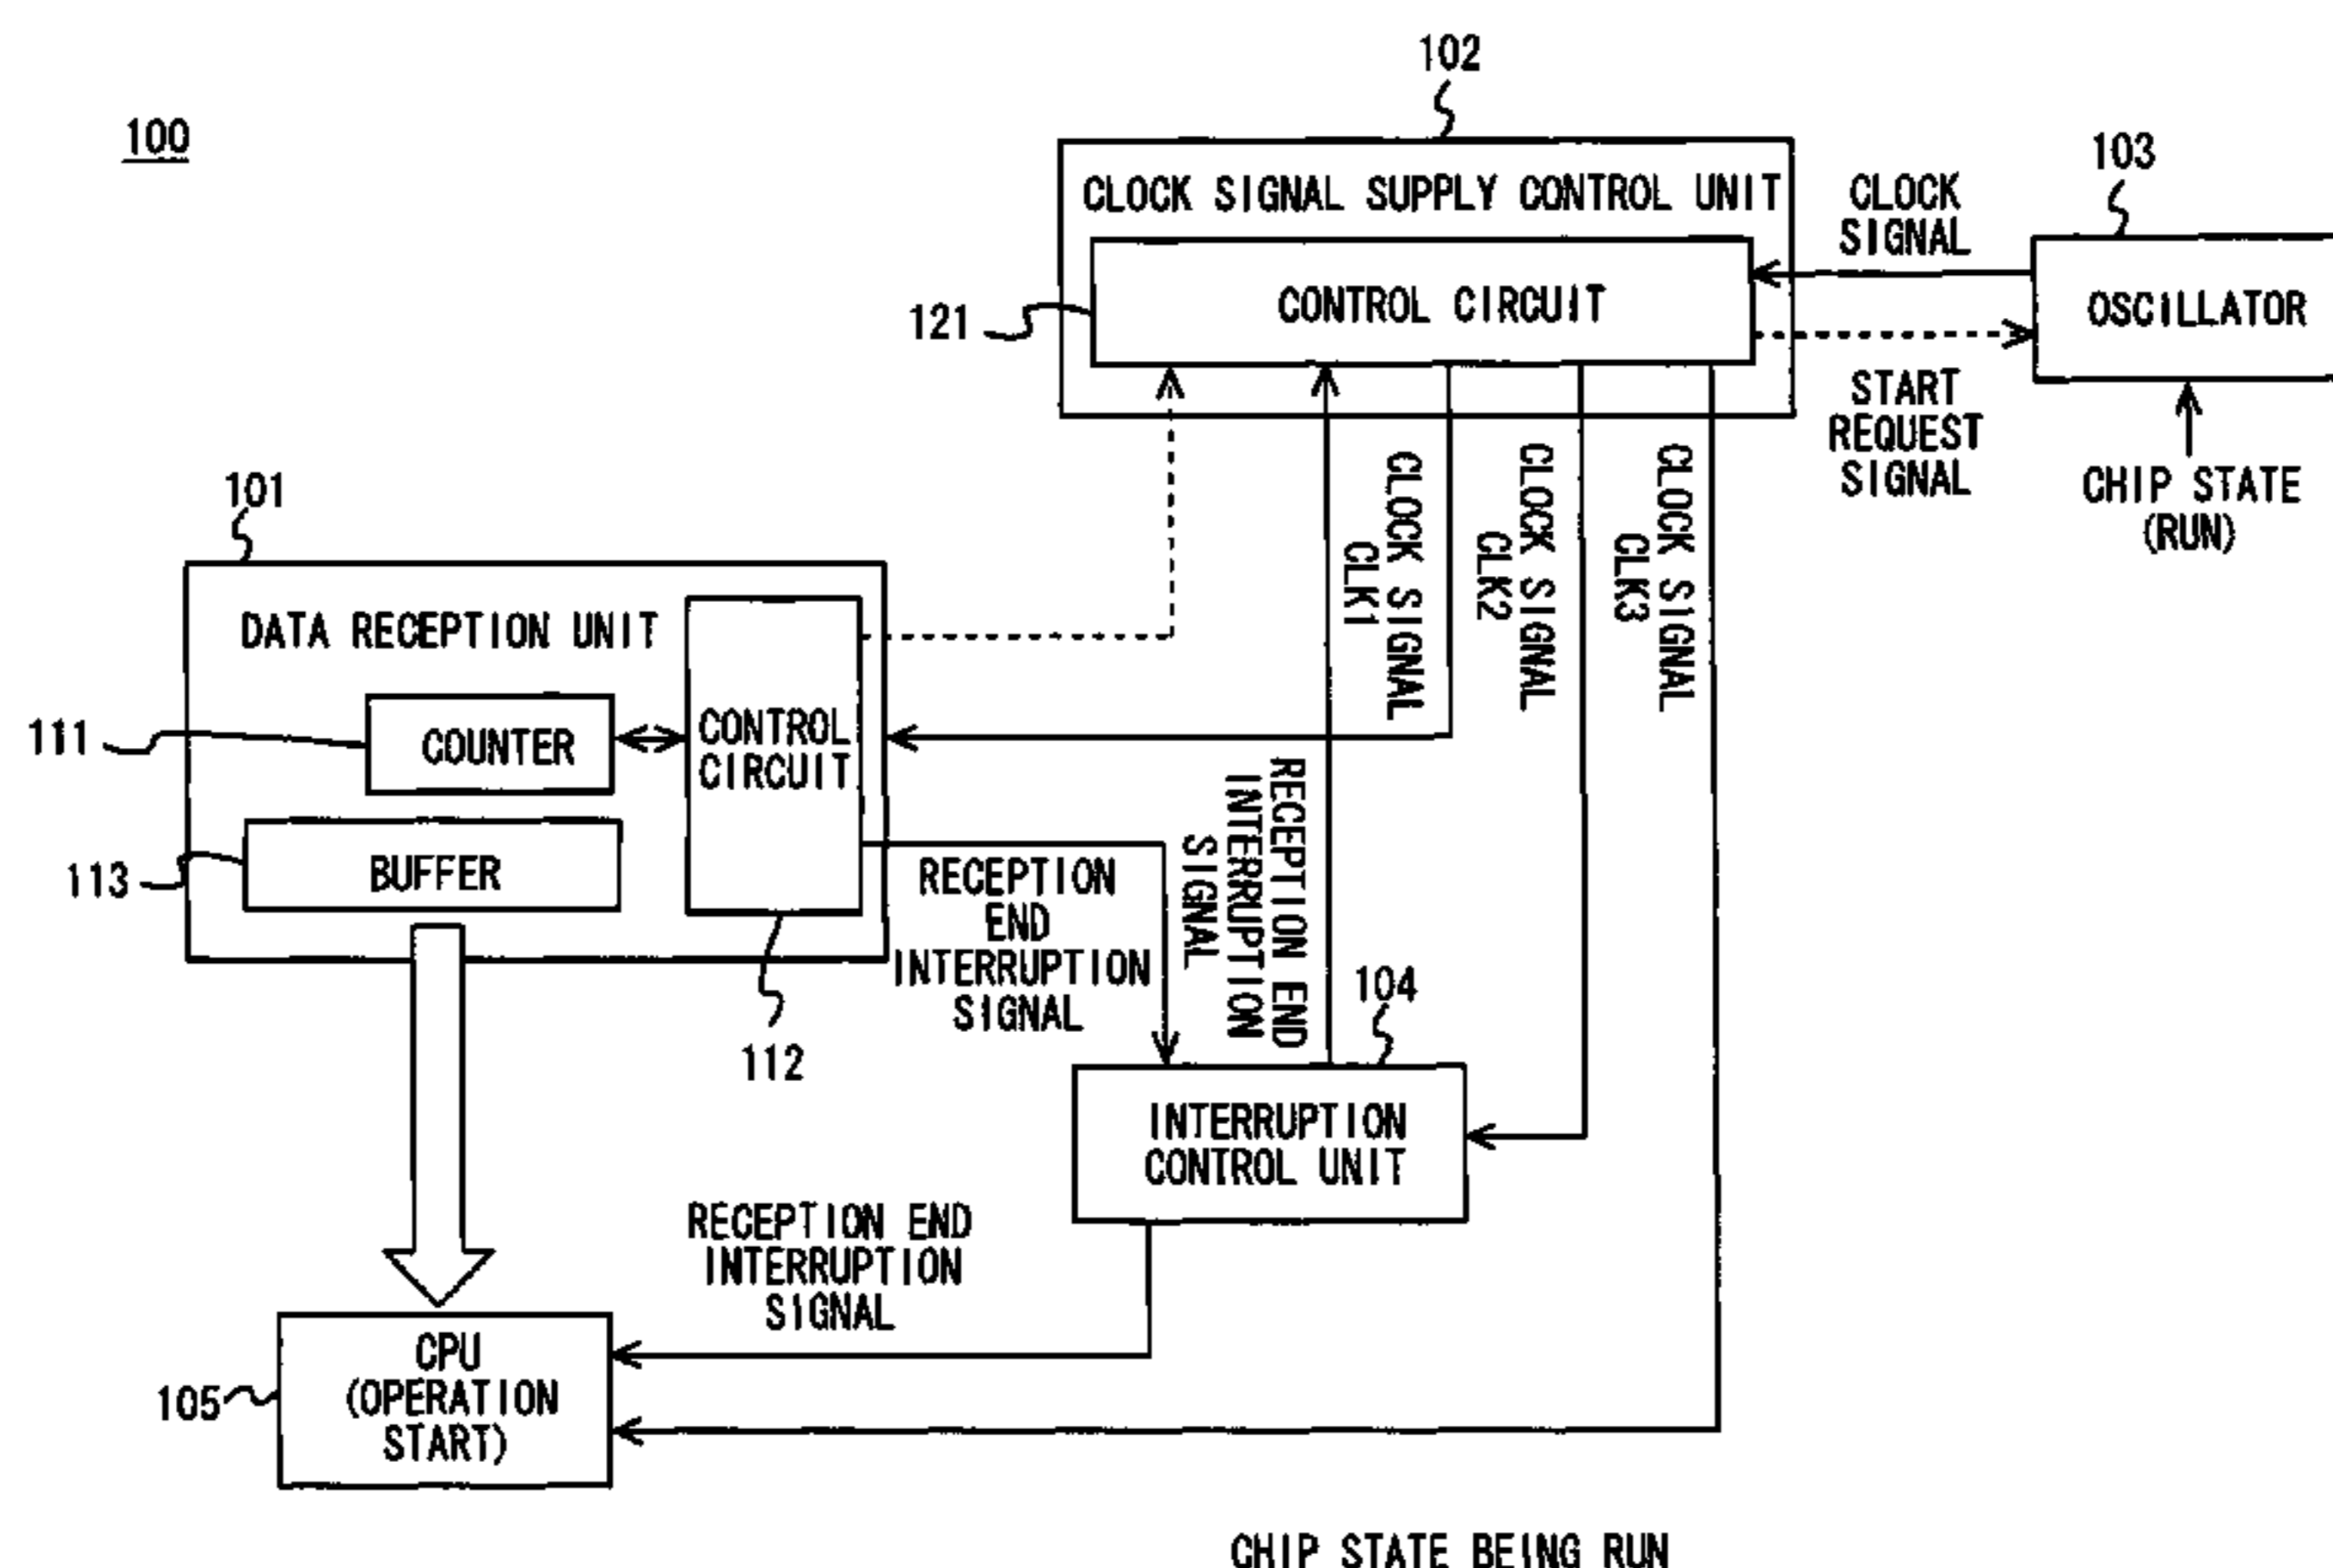 100
102
CLOCK SIGNAL SUPPLY CONTROL UNIT
CONTROL CIRCUIT
121
CLOCK
SIGNAL
103
OSCILLATOR
START
REQUEST
SIGNAL
CHIP STATE
(RUN)
CLOCK SIGNAL
CLK1
CLOCK SIGNAL
CLK2
CLOCK SIGNAL
CLK3
101
DATA RECEPTION UNIT
111
COUNTER
CONTROL
CIRCUIT
113
BUFFER
112
RECEPTION
END
INTERRUPTION
SIGNAL
RECEPTION END
INTERRUPTION
SIGNAL
104
INTERRUPTION
CONTROL UNIT
RECEPTION END
INTERRUPTION
SIGNAL
105
CPU
(OPERATION
START)
CHIP STATE BEING RUN